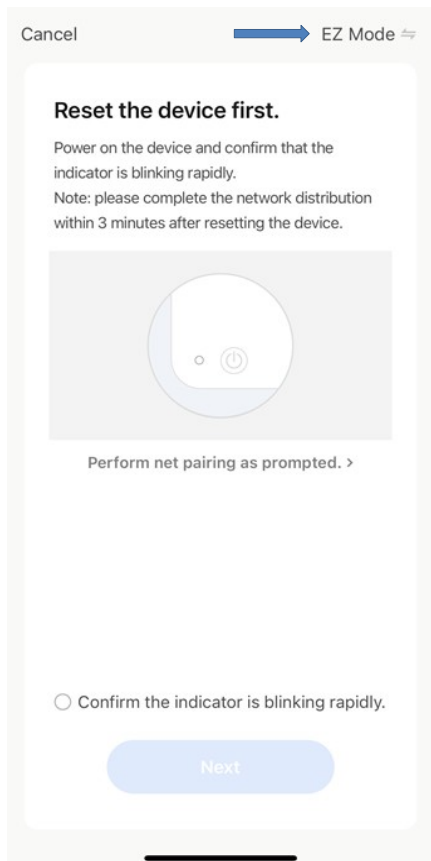 Cancel
EZ Mode
Reset the device first.
Power on the device and confirm that the
indicator is blinking rapidly.
Note: please complete the network distribution
within 3 minutes after resetting the device.
Perform net pairing as prompted. >
Confirm the indicator is blinking rapidly.
Next